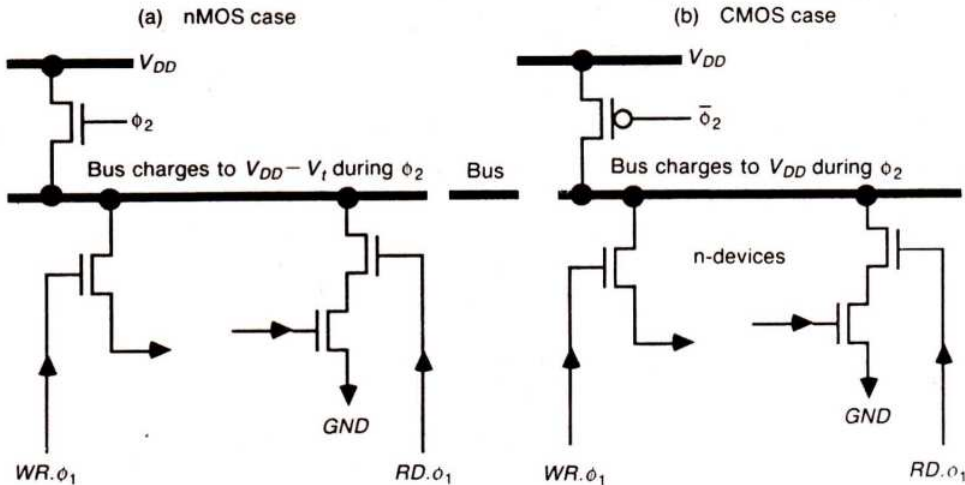 (a) nMOS case
(b) CMOS case
V_DD
V_DD
ϕ₂
ϕ̅₂
Bus charges to V_DD – V_t during ϕ₂
Bus
Bus charges to V_DD during ϕ₂
n-devices
GND
GND
WR.ϕ₁
RD.ϕ₁
WR.ϕ₁
RD.ϕ₁